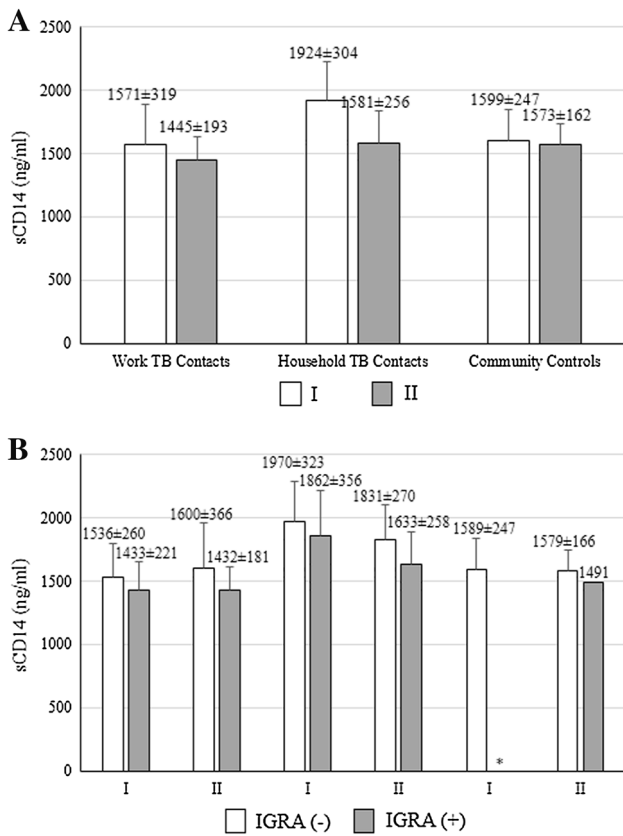 A
2500
2000
1500
1000
500
0
sCD14 (ng/ml)
1571±319
1445±193
1924±304
1581±256
1599±247
1573±162
Work TB Contacts
Household TB Contacts
Community Controls
I
II
B
2500
2000
1500
1000
500
0
sCD14 (ng/ml)
1536±260
1433±221
1600±366
1432±181
1970±323
1862±356
1831±270
1633±258
1589±247
*
1579±166
1491
I
II
I
II
I
II
IGRA (-)
IGRA (+)